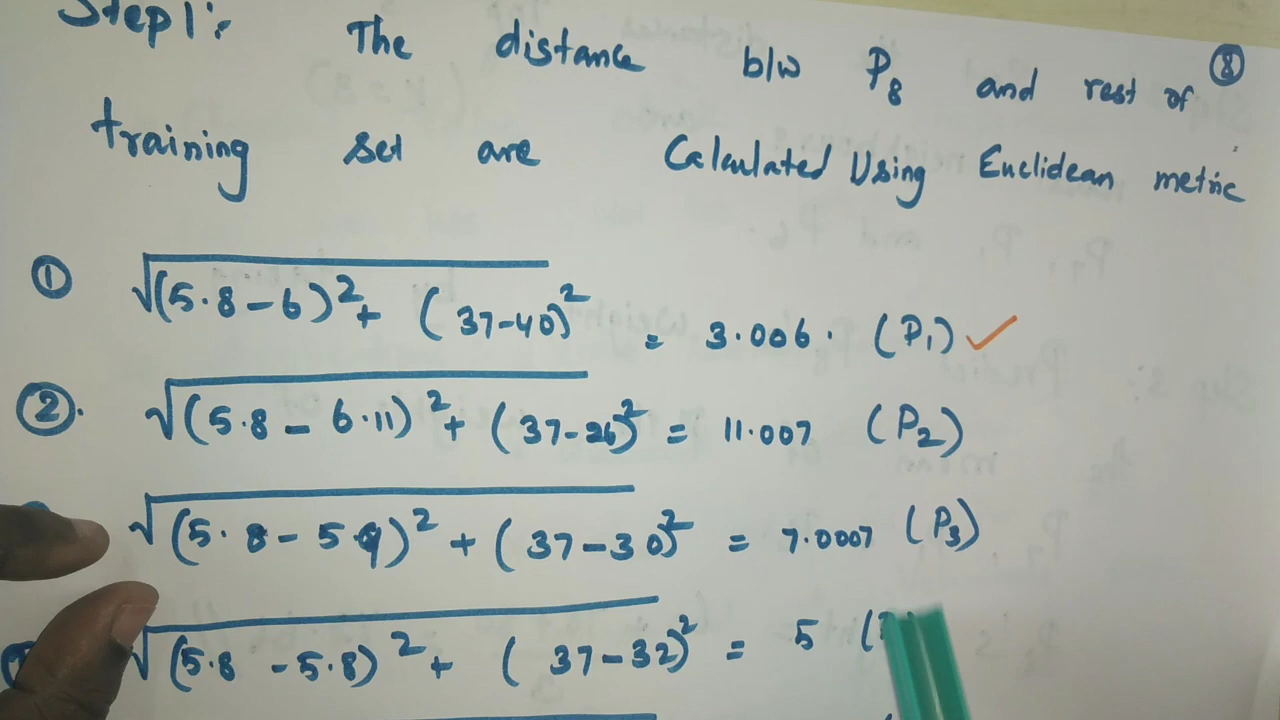 Step1:
The distance b/w P₈ and rest of ⑧
training set are Calculated Using Euclidean metric
① √(5.8-6)² + (37-40)² = 3.006. (P₁) ✓
②. √(5.8 - 6.11)² + (37-26)² = 11.007 (P₂)
√(5.8 - 5.9)² + (37-30)² = 7.0007 (P₃)
√(5.8 - 5.8)² + (37-32)² = 5 (